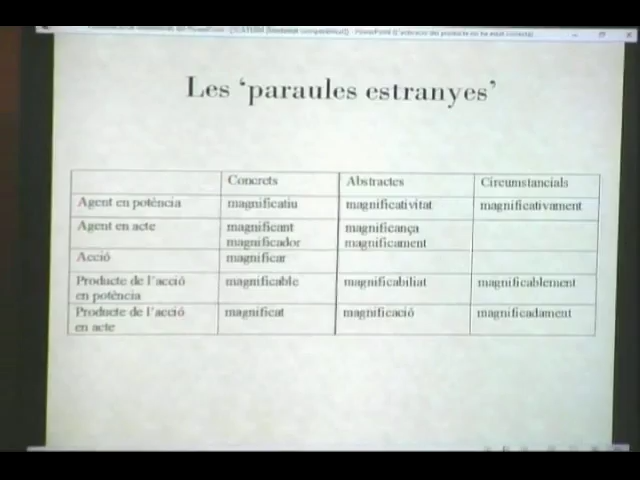 Les ‘paraules estranyes’
Concrets Abstractes Circumstancials
Agent en potència magnificatiu magnificativitat magnificativament
Agent en acte magnificant magnificança
magnificador magnificament
Acció magnificar
Producte de l’acció magnificable magnificabiliat magnificablement
en potència
Producte de l’acció magnificat magnificació magnificadament
en acte